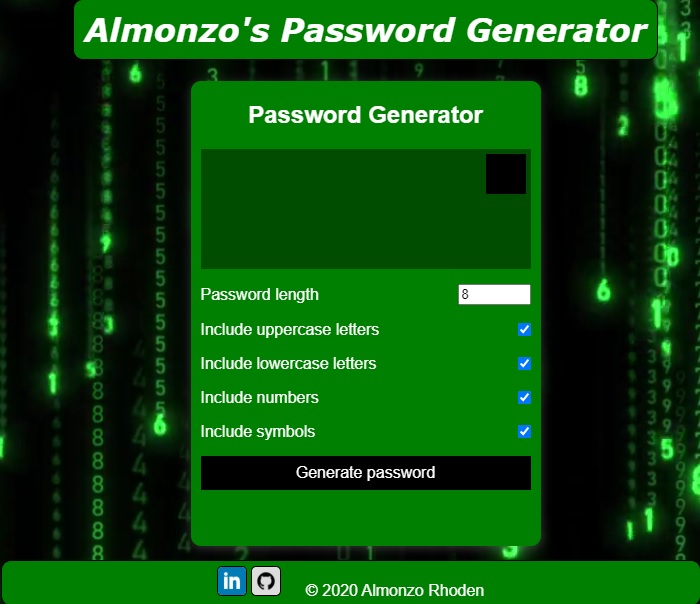 Almonzo's Password Generator
Password Generator
Password length 8
Include uppercase letters
Include lowercase letters
Include numbers
Include symbols
Generate password
in © 2020 Almonzo Rhoden